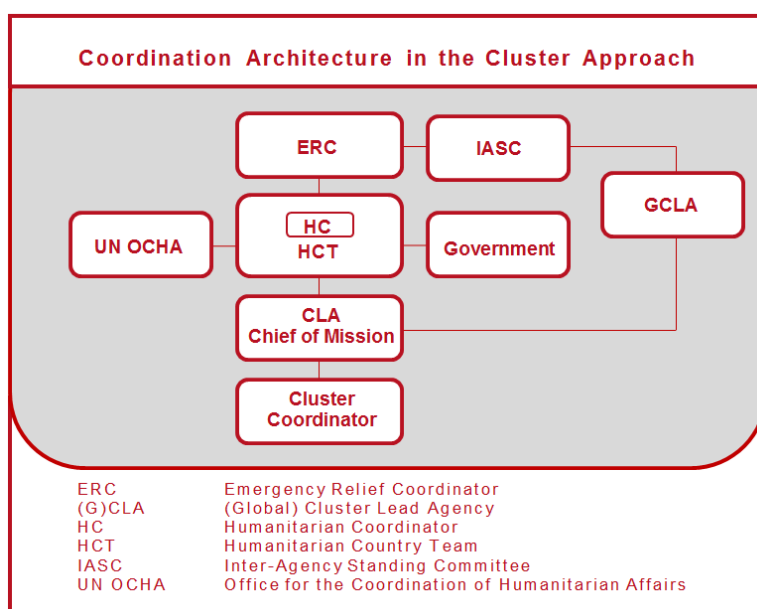 Coordination Architecture in the Cluster Approach
ERC
IASC
GCLA
UN OCHA
HC
HCT
Government
CLA
Chief of Mission
Cluster
Coordinator
ERC Emergency Relief Coordinator
(G)CLA (Global) Cluster Lead Agency
HC Humanitarian Coordinator
HCT Humanitarian Country Team
IASC Inter-Agency Standing Committee
UN OCHA Office for the Coordination of Humanitarian Affairs